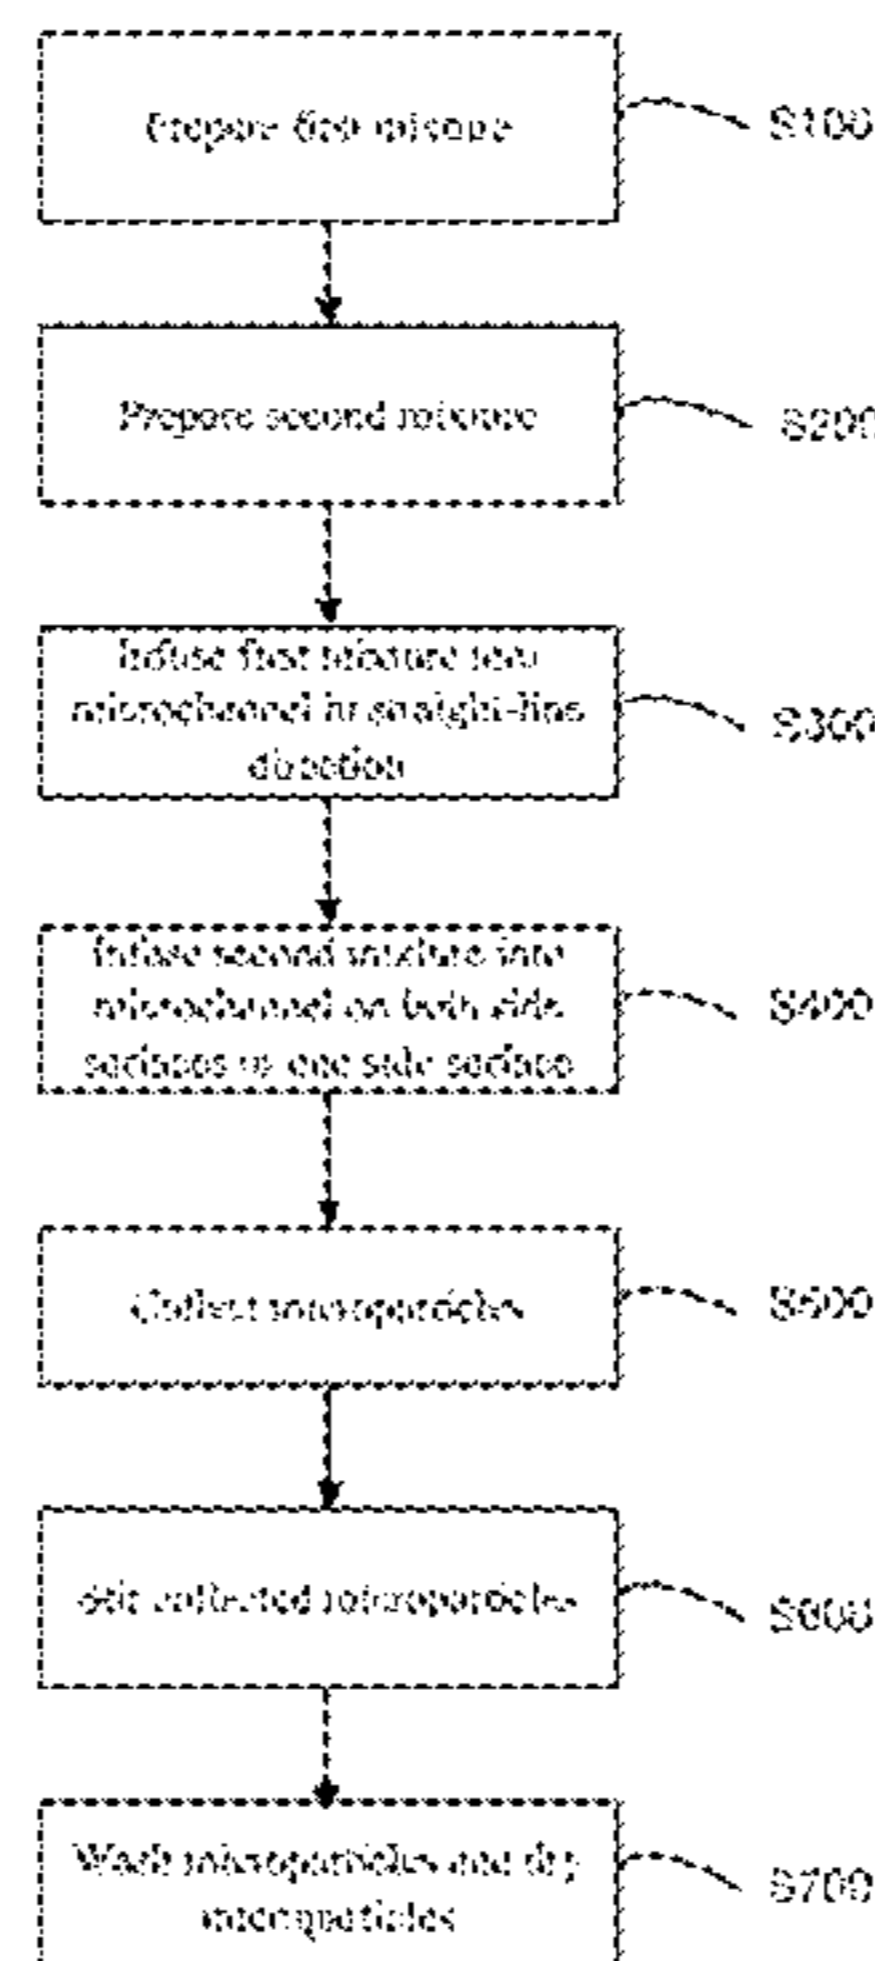 Prepare first mixture
S100
Prepare second mixture
S200
Infuse first mixture into
microchannel in straight-line
direction
S300
Infuse second mixture into
microchannel on both side
surfaces or one side surface
S400
Collect microparticles
S500
Stir collected microparticles
S600
Wash microparticles and dry
microparticles
S700